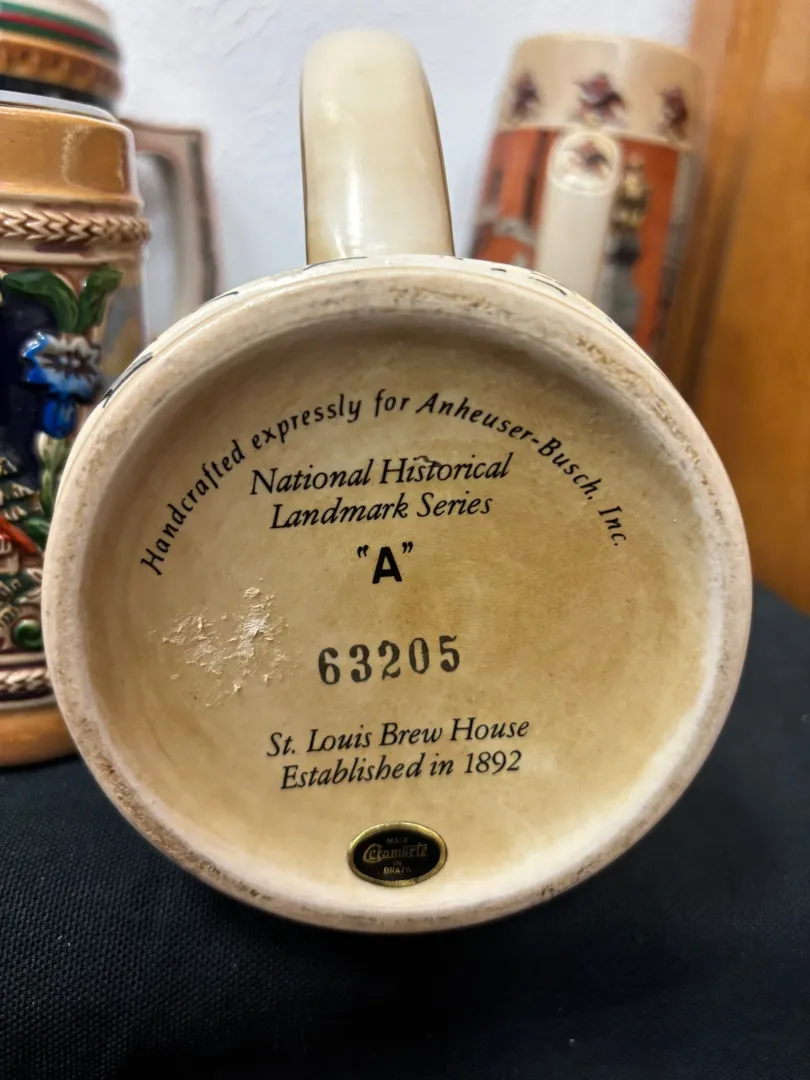 Handcrafted expressly for Anheuser-Busch, Inc.
National Historical
Landmark Series
"A"
63205
St. Louis Brew House
Established in 1892
MADE
Ceramarte
IN
BRAZIL